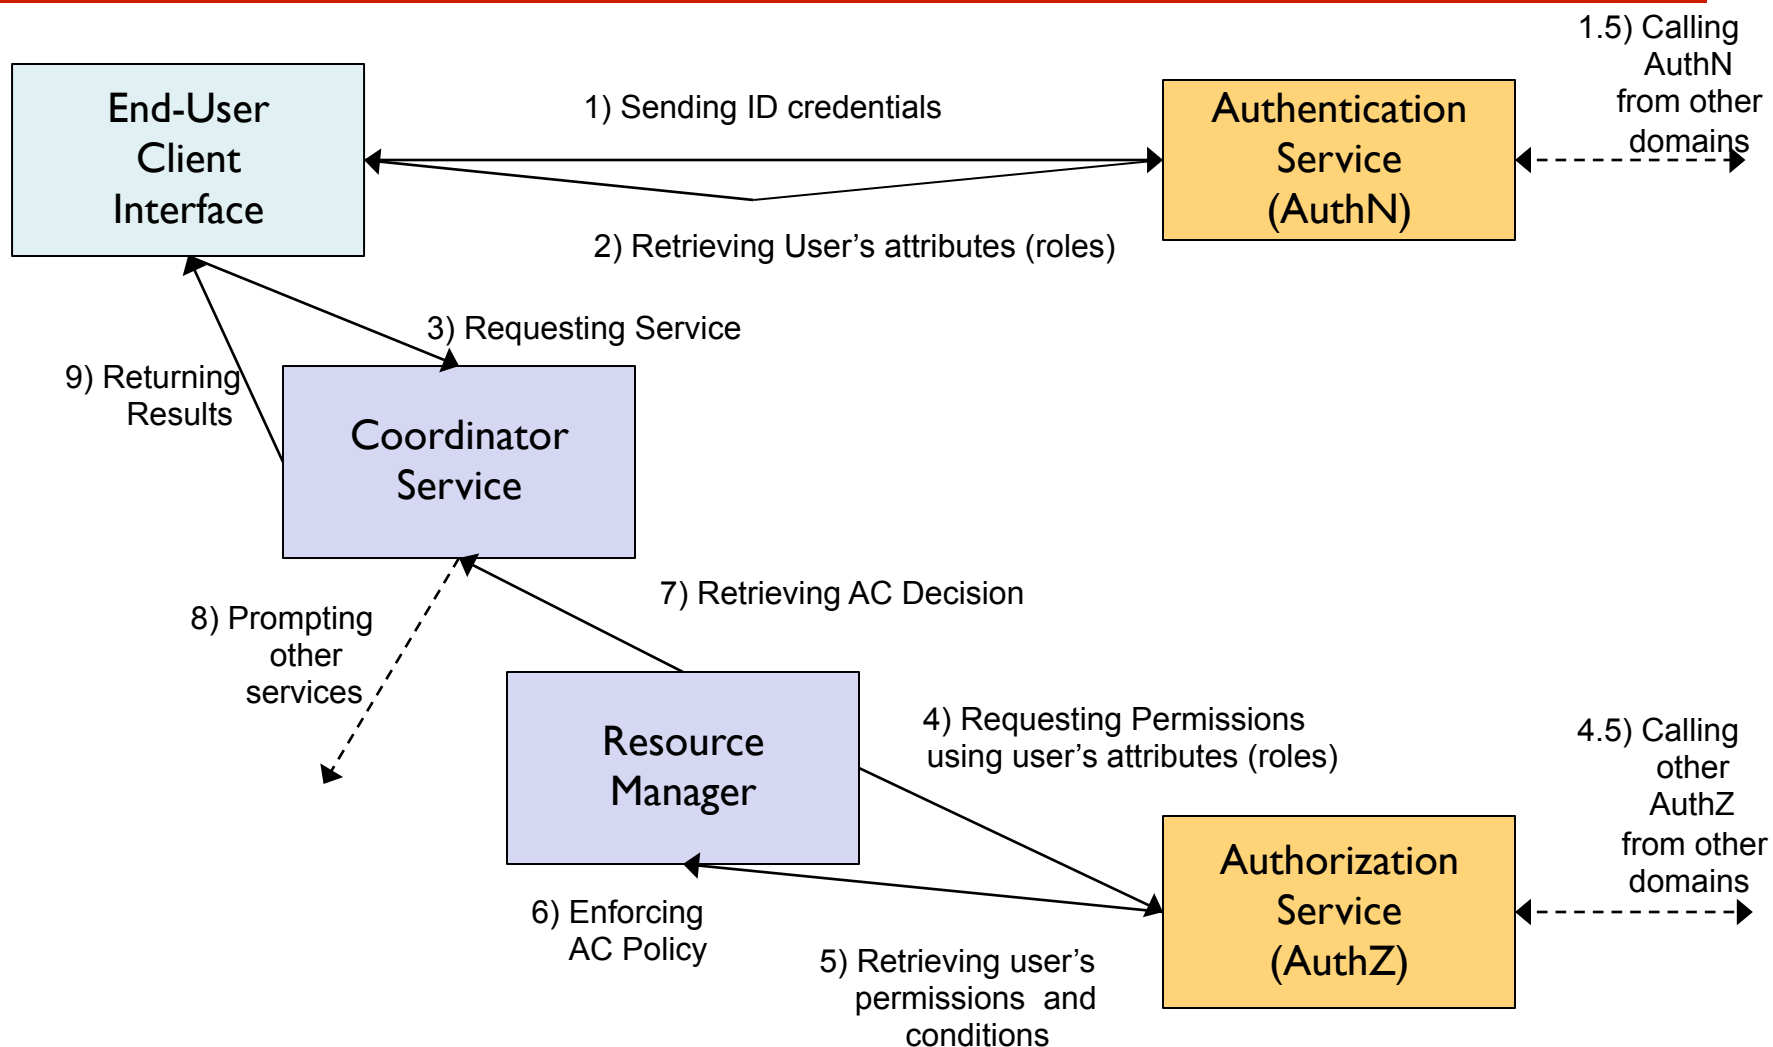 1.5) Calling
AuthN
from other
domains
End-User
Client
Interface
1) Sending ID credentials
Authentication
Service
(AuthN)
2) Retrieving User’s attributes (roles)
3) Requesting Service
9) Returning
Results
Coordinator
Service
7) Retrieving AC Decision
8) Prompting
other
services
Resource
Manager
4) Requesting Permissions
using user’s attributes (roles)
4.5) Calling
other
AuthZ
from other
domains
Authorization
Service
(AuthZ)
6) Enforcing
AC Policy
5) Retrieving user’s
permissions and
conditions